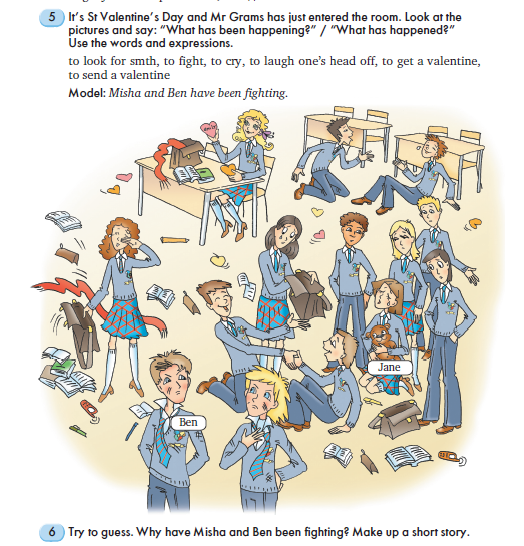 5 It's St Valentine's Day and Mr Grams has just entered the room. Look at the
pictures and say: "What has been happening?" / "What has happened?"
Use the words and expressions.
to look for smth, to fight, to cry, to laugh one's head off, to get a valentine,
to send a valentine
Model: Misha and Ben have been fighting.
Jane
Ben
6 Try to guess. Why have Misha and Ben been fighting? Make up a short story.